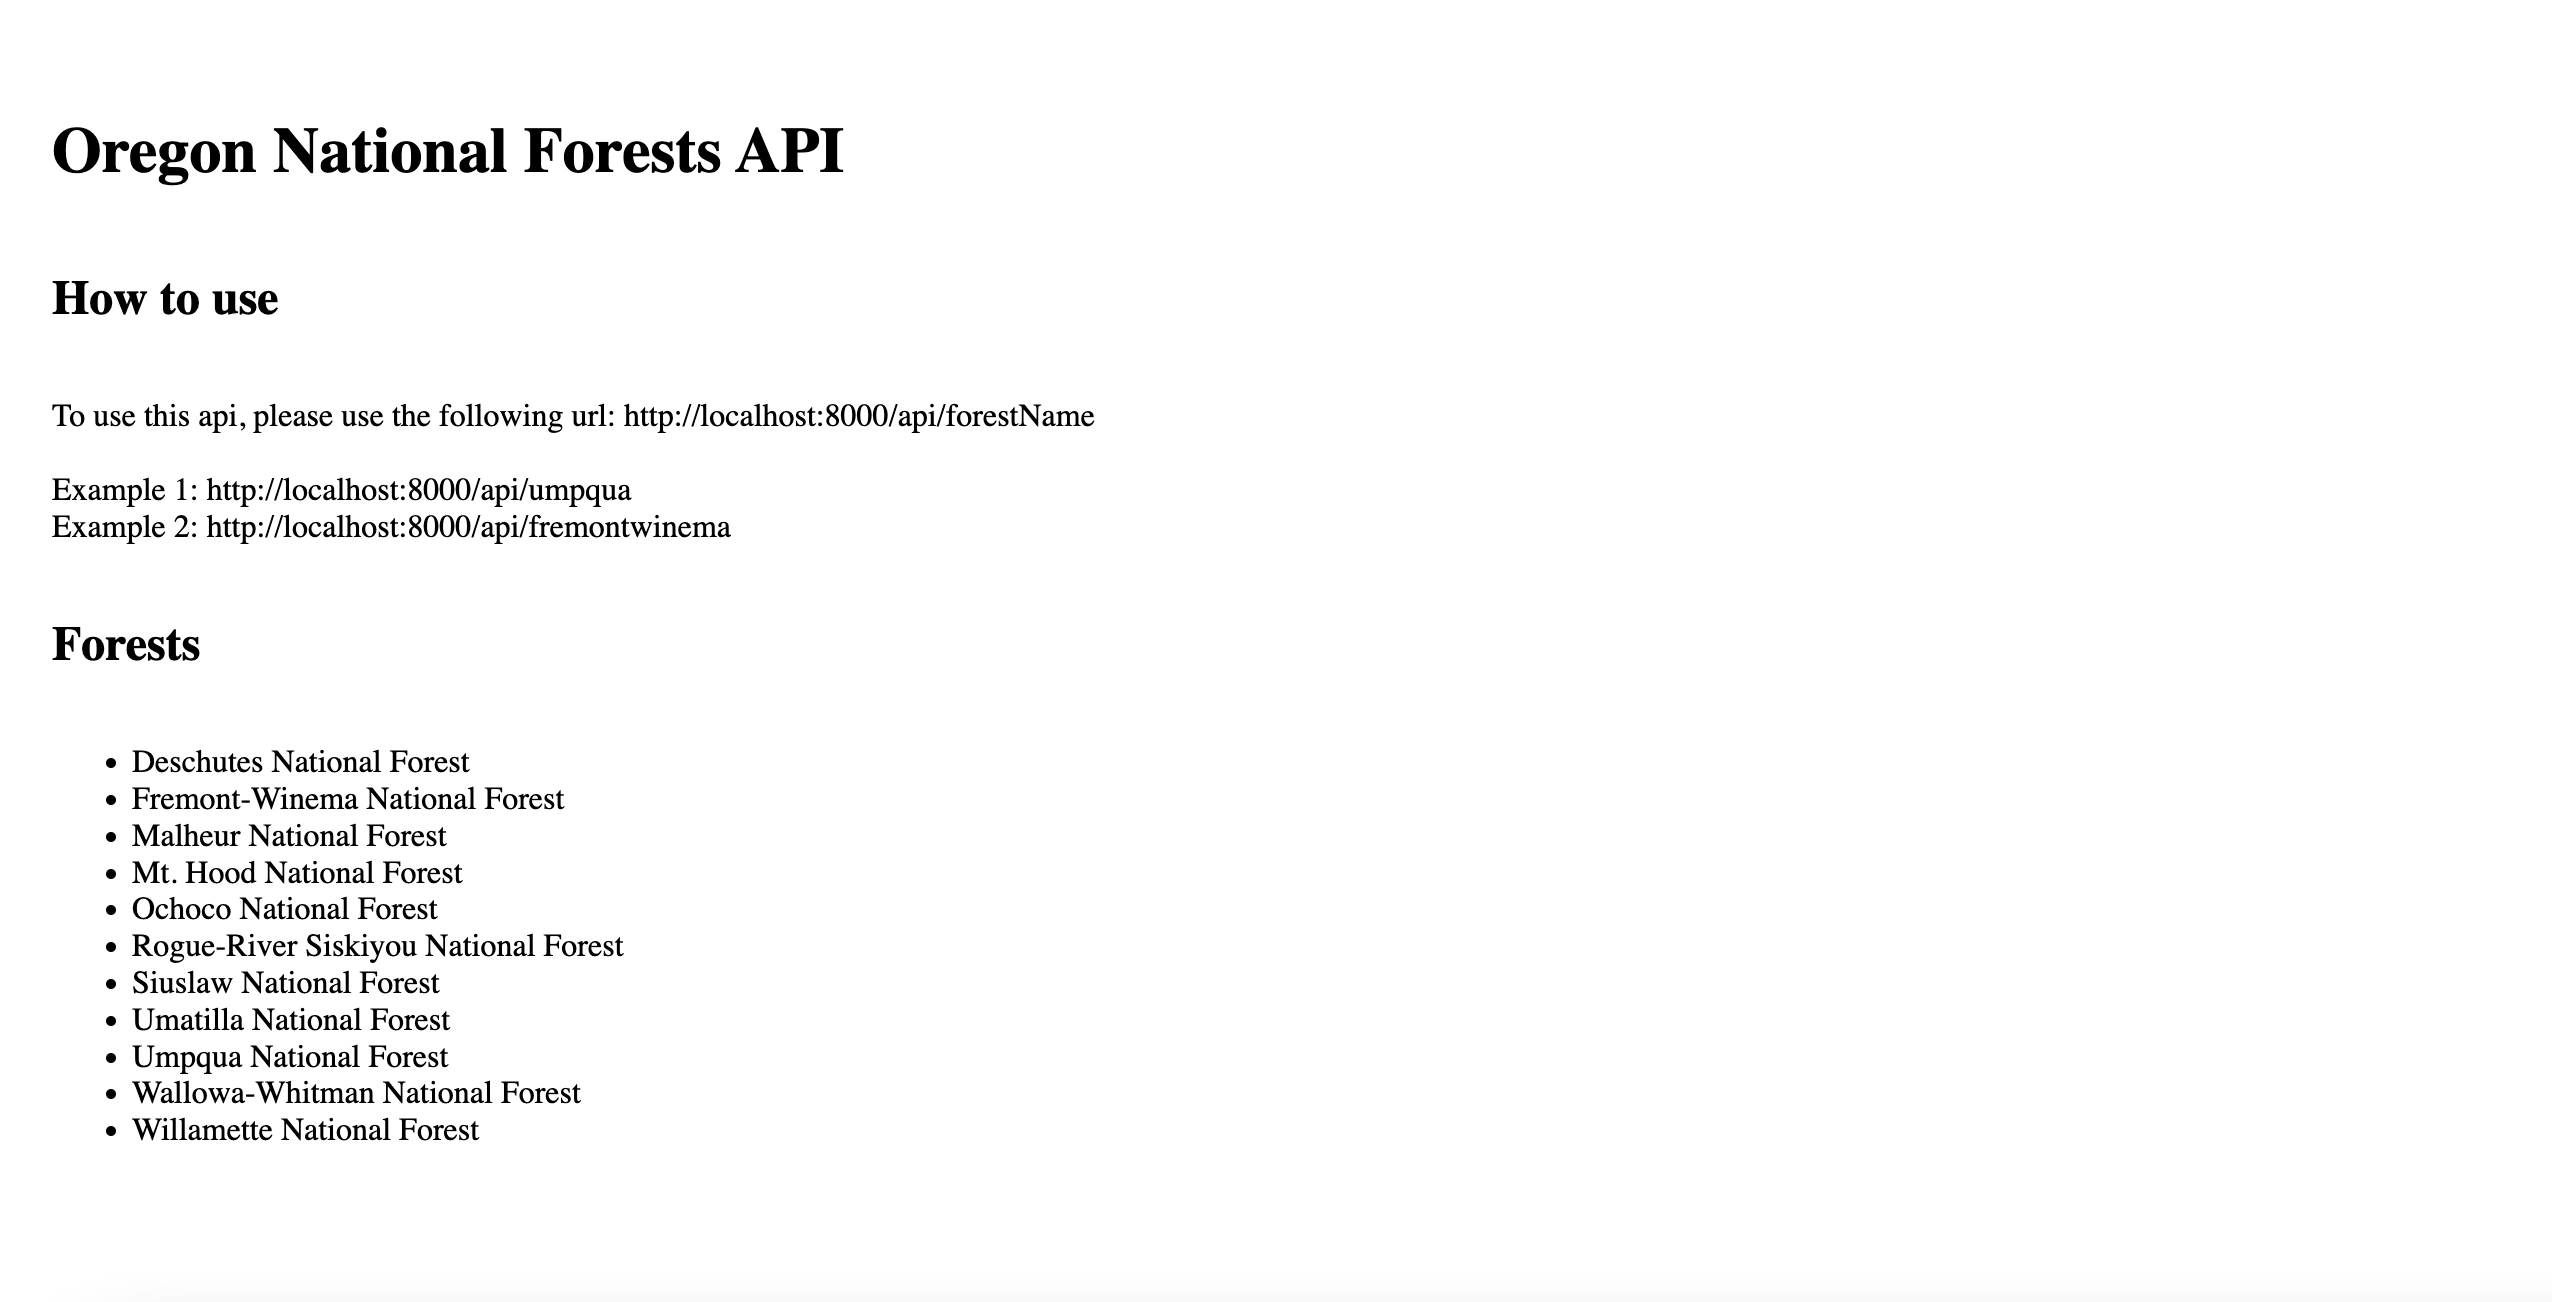 Oregon National Forests API
How to use
To use this api, please use the following url: http://localhost:8000/api/forestName
Example 1: http://localhost:8000/api/umpqua
Example 2: http://localhost:8000/api/fremontwinema
Forests
• Deschutes National Forest
• Fremont-Winema National Forest
• Malheur National Forest
• Mt. Hood National Forest
• Ochoco National Forest
• Rogue-River Siskiyou National Forest
• Siuslaw National Forest
• Umatilla National Forest
• Umpqua National Forest
• Wallowa-Whitman National Forest
• Willamette National Forest